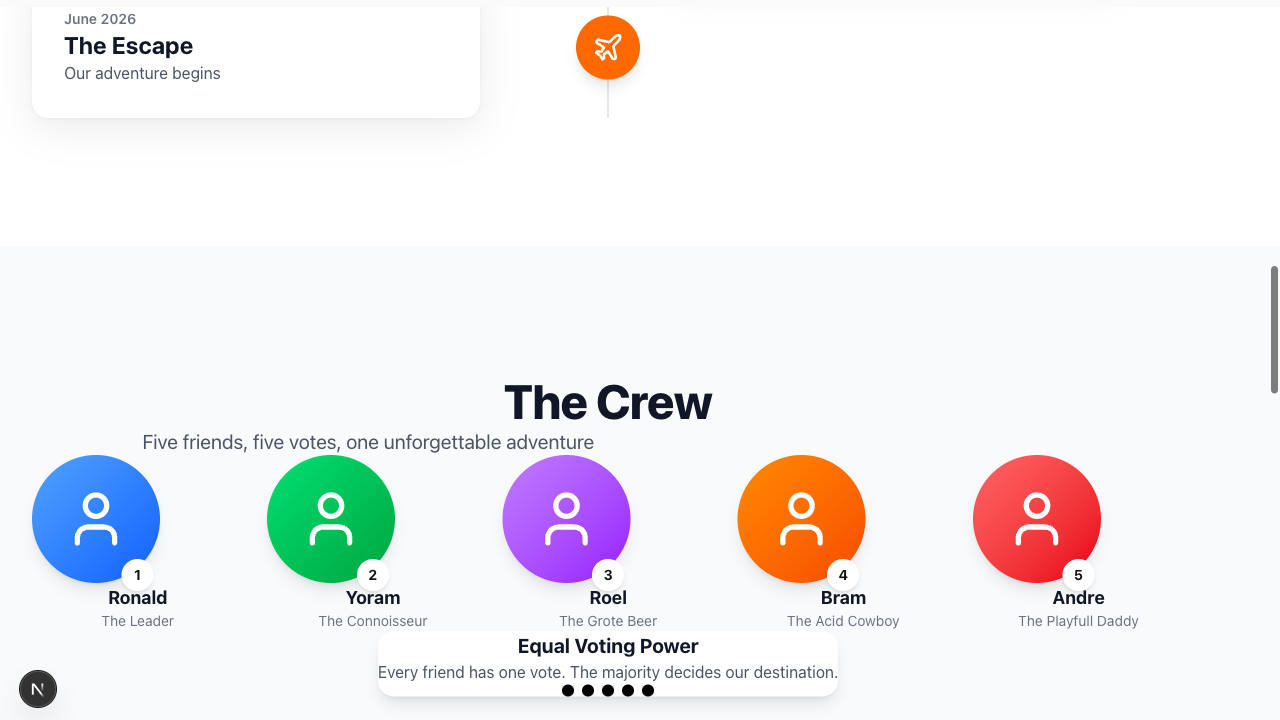 June 2026
The Escape
Our adventure begins
The Crew
Five friends, five votes, one unforgettable adventure
1
2
3
4
5
Ronald
Yoram
Roel
Bram
Andre
The Leader
The Connoisseur
The Grote Beer
The Acid Cowboy
The Playfull Daddy
Equal Voting Power
Every friend has one vote. The majority decides our destination.
N